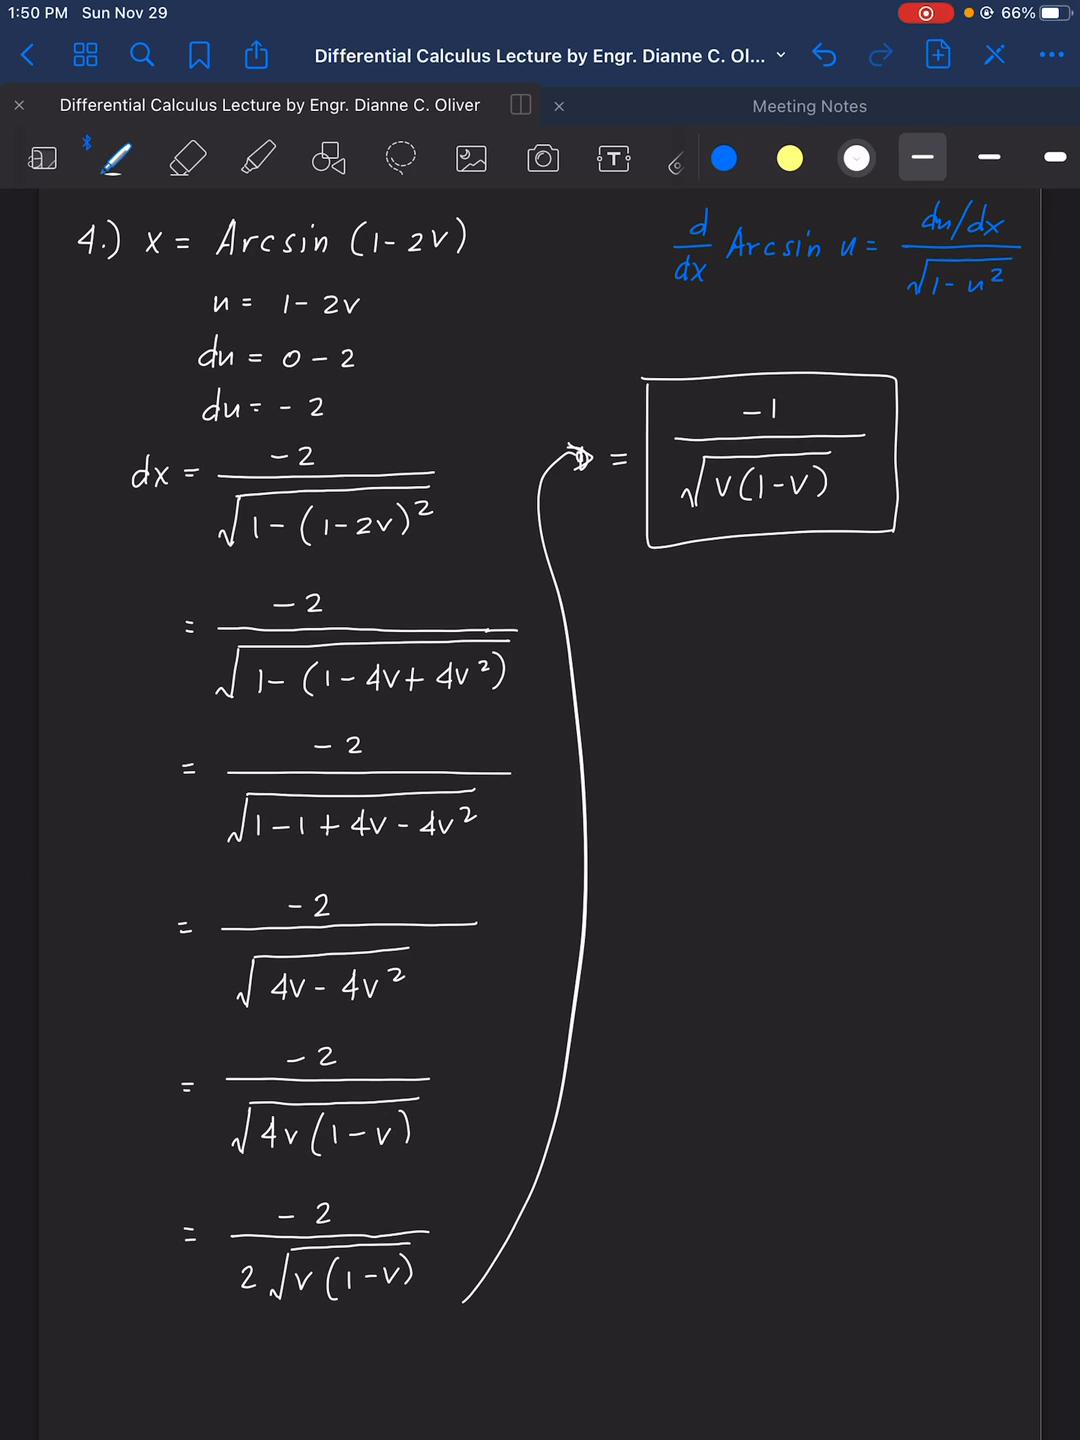 1:50 PM Sun Nov 29 66%
Differential Calculus Lecture by Engr. Dianne C. Ol...
Differential Calculus Lecture by Engr. Dianne C. Oliver
Meeting Notes
T
4.) x = Arcsin (1-2v)
u = 1-2v
du = 0-2
du = -2
dx = -2 / √(1-(1-2v)²)
= -2 / √(1-(1-4v+4v²))
= -2 / √(1-1+4v-4v²)
= -2 / √(4v-4v²)
= -2 / √(4v(1-v))
= -2 / 2√(v(1-v))
d/dx Arcsin u = du/dx / √(1-u²)
= -1 / √(v(1-v))